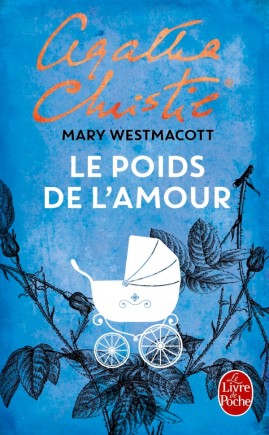 Agatha
Christie
MARY WESTMACOTT
LE POIDS
DE L'AMOUR
Le
Livre
de
Poche